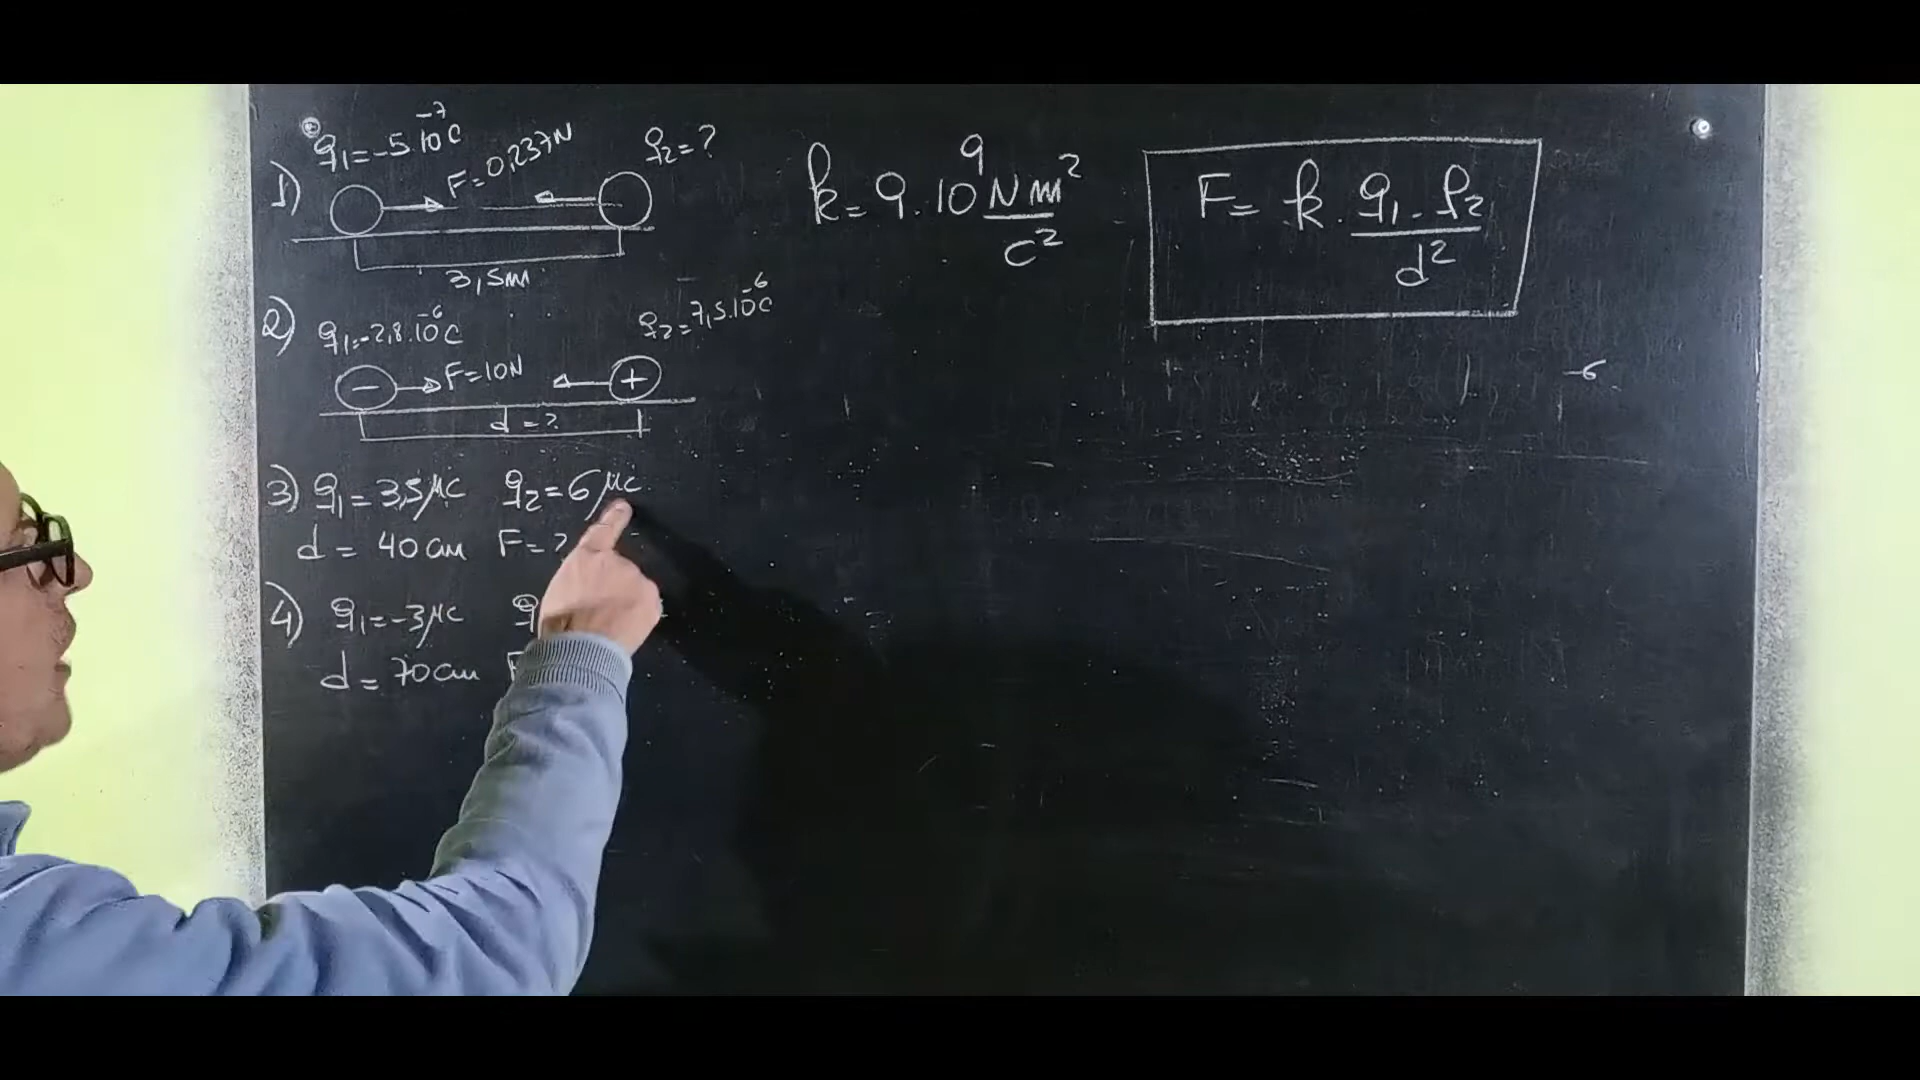 q₁=-5.10⁻⁷C
F=0,237N
q₂=?
1)
3,5m
k=9.10⁹ Nm²/c²
F= k. q₁.q₂/d²
2) q₁=-2,8.10⁻⁶C
q₂=7,5.10⁻⁶C
- F=10N +
d=?
-6
3) q₁=3,5μc q₂=6μc
d= 40cm F=?
4) q₁=-3μc q
d=70cm F